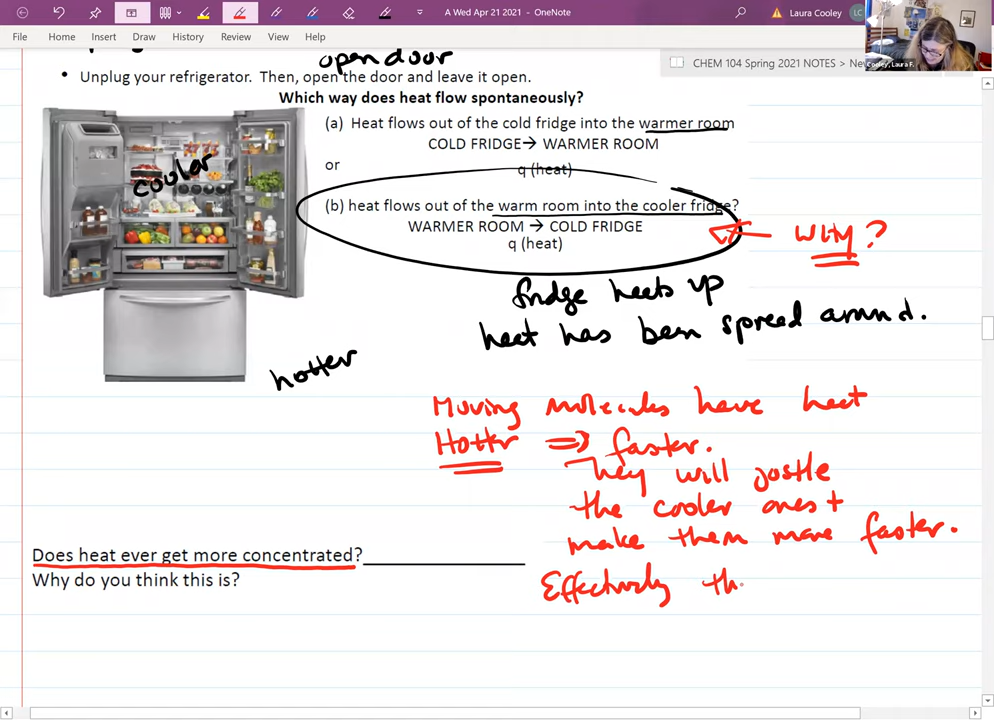 A Wed Apr 21 2021 - OneNote
Laura Cooley
LC
File Home Insert Draw History Review View Help
CHEM 104 Spring 2021 NOTES > Ne
Cooley, Laura F.
open door
• Unplug your refrigerator. Then, open the door and leave it open.
Which way does heat flow spontaneously?
(a) Heat flows out of the cold fridge into the warmer room
COLD FRIDGE→ WARMER ROOM
or
q (heat)
cooler
(b) heat flows out of the warm room into the cooler fridge?
WARMER ROOM → COLD FRIDGE
q (heat)
WHY?
fridge heats up
heat has been spread around.
hotter
Moving molecules have heat
Hotter => faster.
They will jostle
the cooler ones +
make them move faster.
Does heat ever get more concentrated?
Why do you think this is?
Effectively th